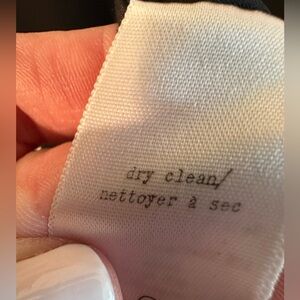 dry clean/
nettoyer à sec